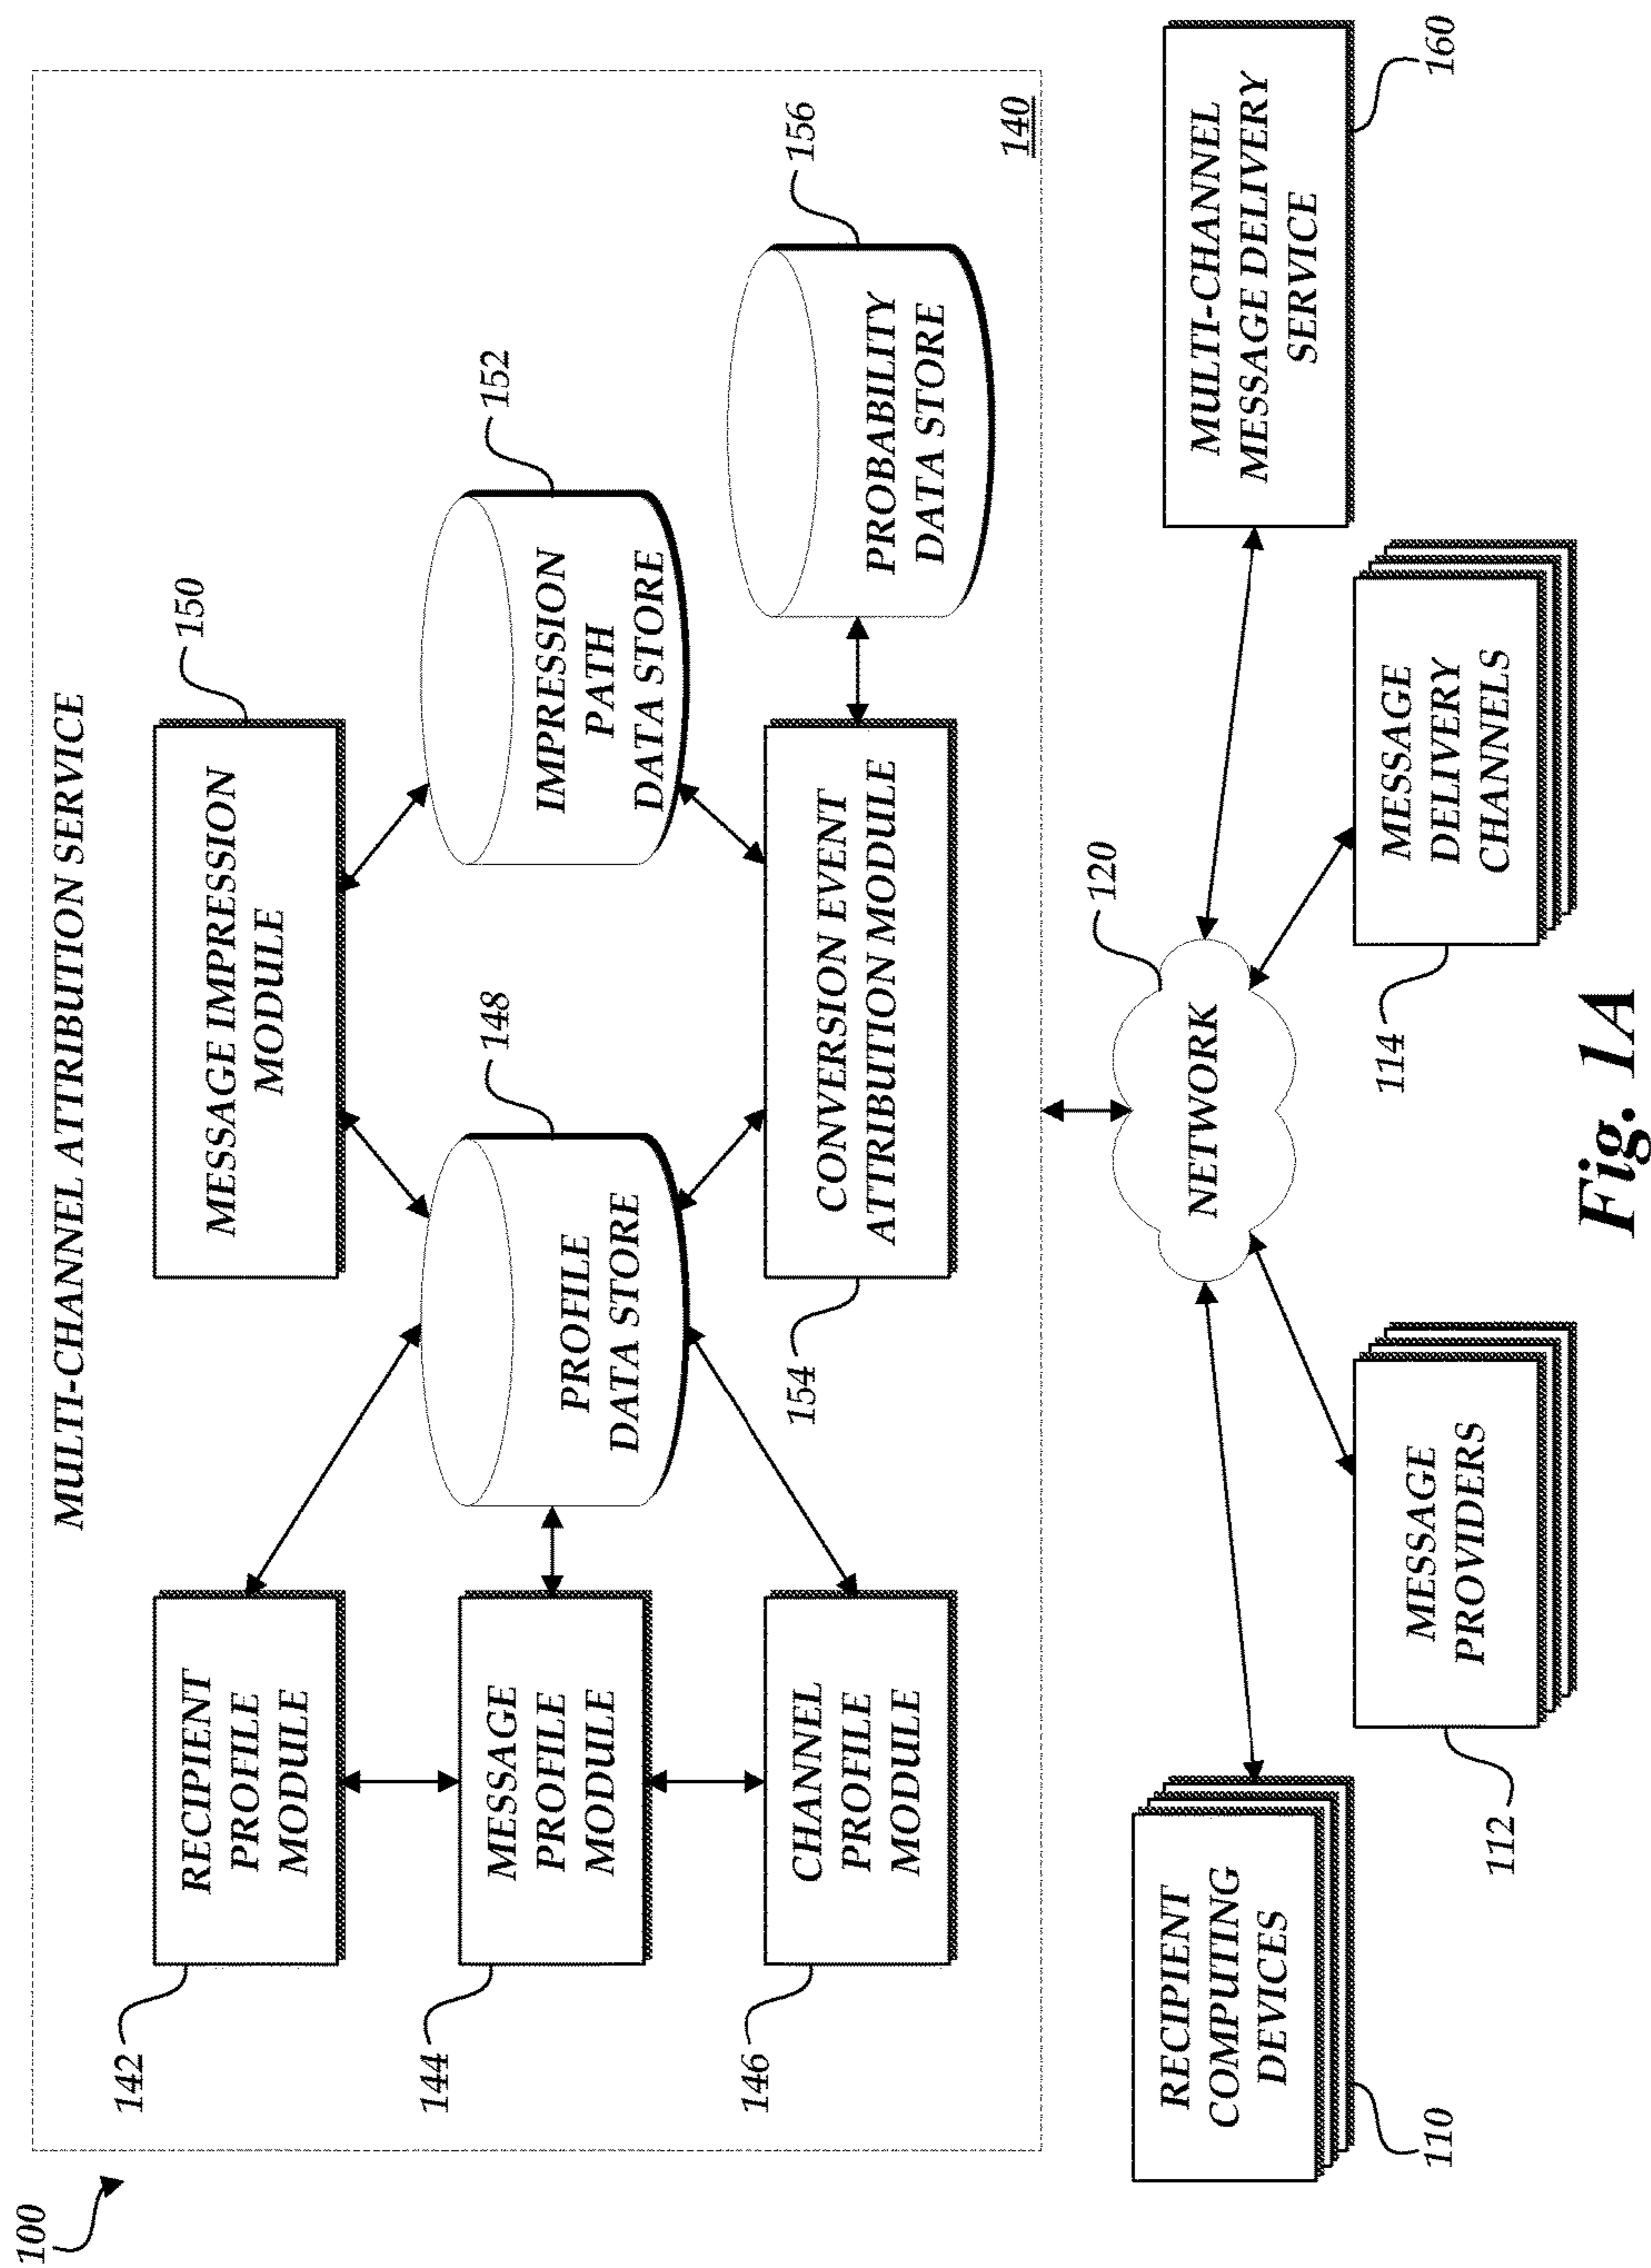 100
MULTI-CHANNEL ATTRIBUTION SERVICE
142
RECIPIENT
PROFILE
MODULE
MESSAGE IMPRESSION
MODULE
150
144
MESSAGE
PROFILE
MODULE
PROFILE
DATA STORE
148
IMPRESSION
PATH
DATA STORE
152
146
CHANNEL
PROFILE
MODULE
154
CONVERSION EVENT
ATTRIBUTION MODULE
PROBABILITY
DATA STORE
156
140
RECIPIENT
COMPUTING
DEVICES
110
NETWORK
120
MULTI-CHANNEL
MESSAGE DELIVERY
SERVICE
160
112
MESSAGE
PROVIDERS
114
MESSAGE
DELIVERY
CHANNELS
Fig. 1A